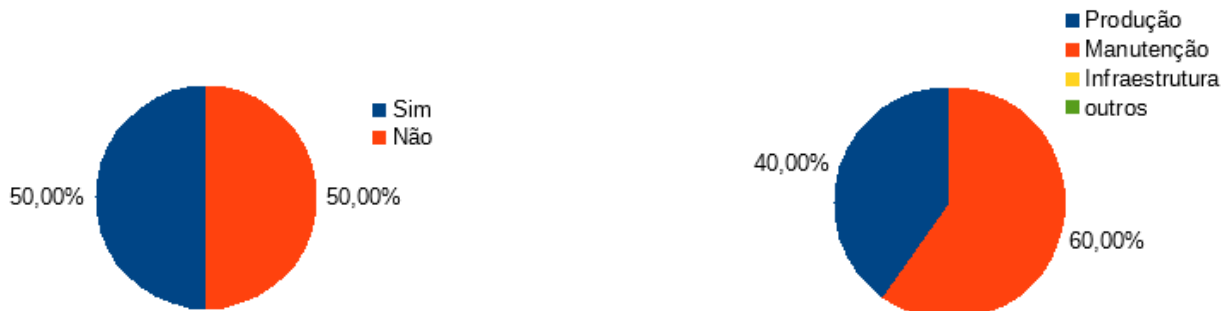 Sim
Não
50,00%
50,00%
Produção
Manutenção
Infraestrutura
outros
40,00%
60,00%